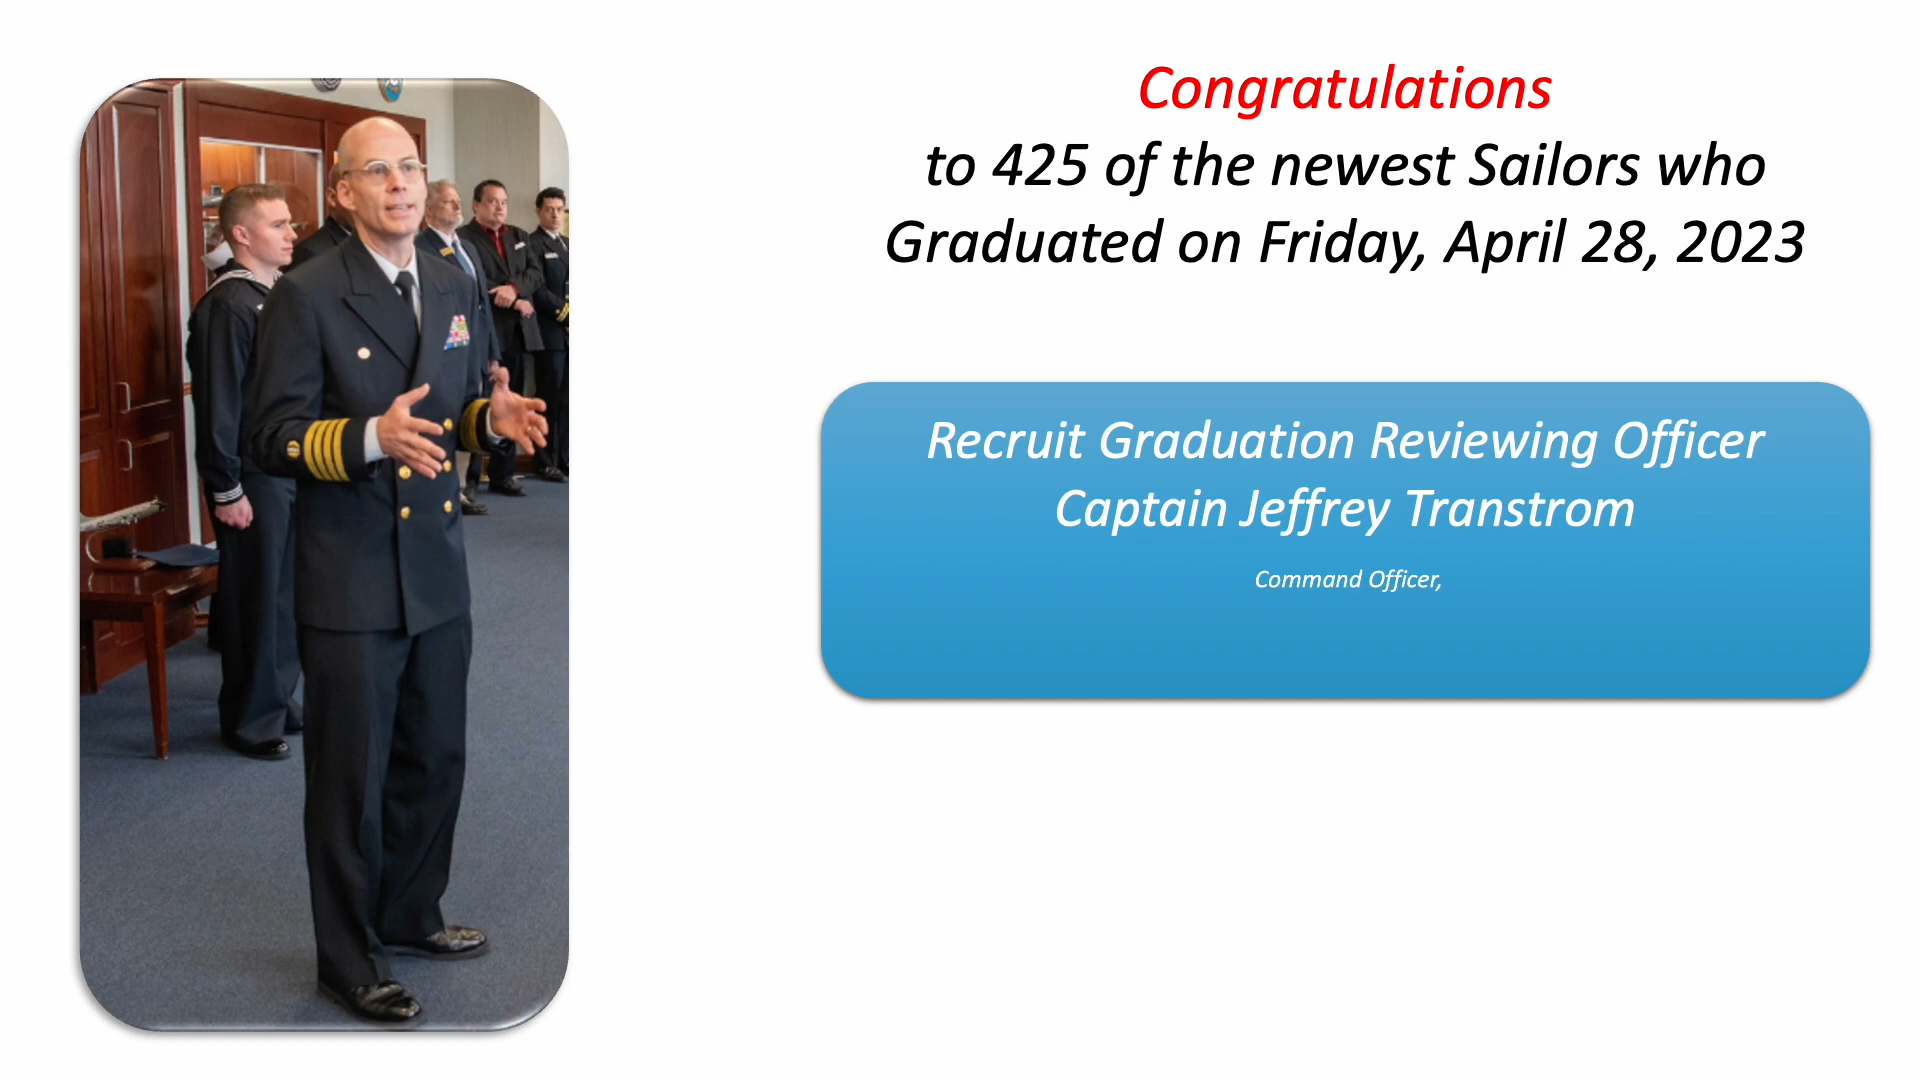 Congratulations
to 425 of the newest Sailors who
Graduated on Friday, April 28, 2023
Recruit Graduation Reviewing Officer
Captain Jeffrey Transtrom
Command Officer,